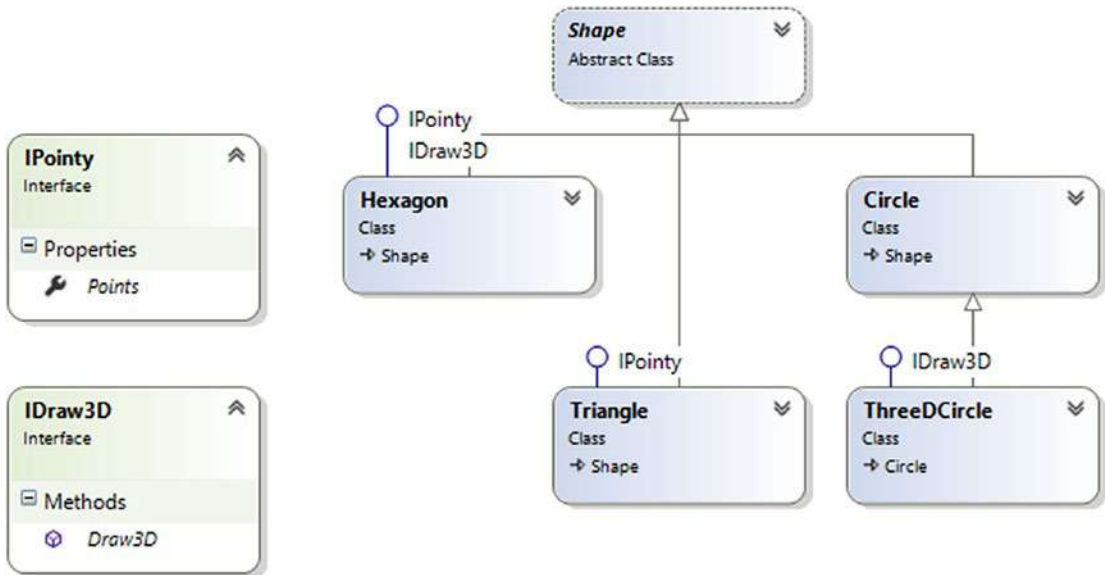 Shape
Abstract Class
IPointy
IDraw3D
IPointy
Interface
Properties
Points
Hexagon
Class
Shape
Circle
Class
Shape
IPointy
IDraw3D
IDraw3D
Interface
Methods
Draw3D
Triangle
Class
Shape
ThreeDCircle
Class
Circle